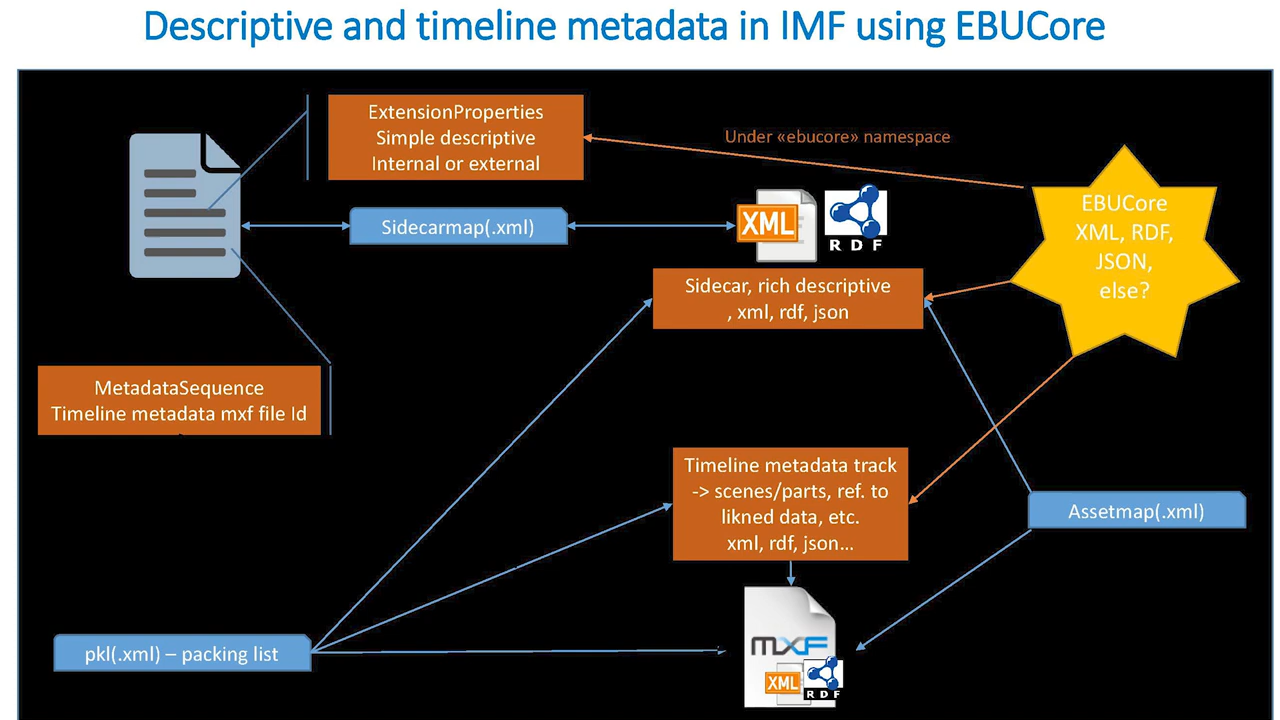 Descriptive and timeline metadata in IMF using EBUCore
ExtensionProperties
Simple descriptive
Internal or external
Under «ebucore» namespace
EBUCore
XML, RDF,
JSON,
else?
Sidecarmap(.xml)
XML
RDF
Sidecar, rich descriptive
, xml, rdf, json
MetadataSequence
Timeline metadata mxf file Id
Timeline metadata track
-> scenes/parts, ref. to
likned data, etc.
xml, rdf, json...
Assetmap(.xml)
pkl(.xml) – packing list
MXF
XML
RDF